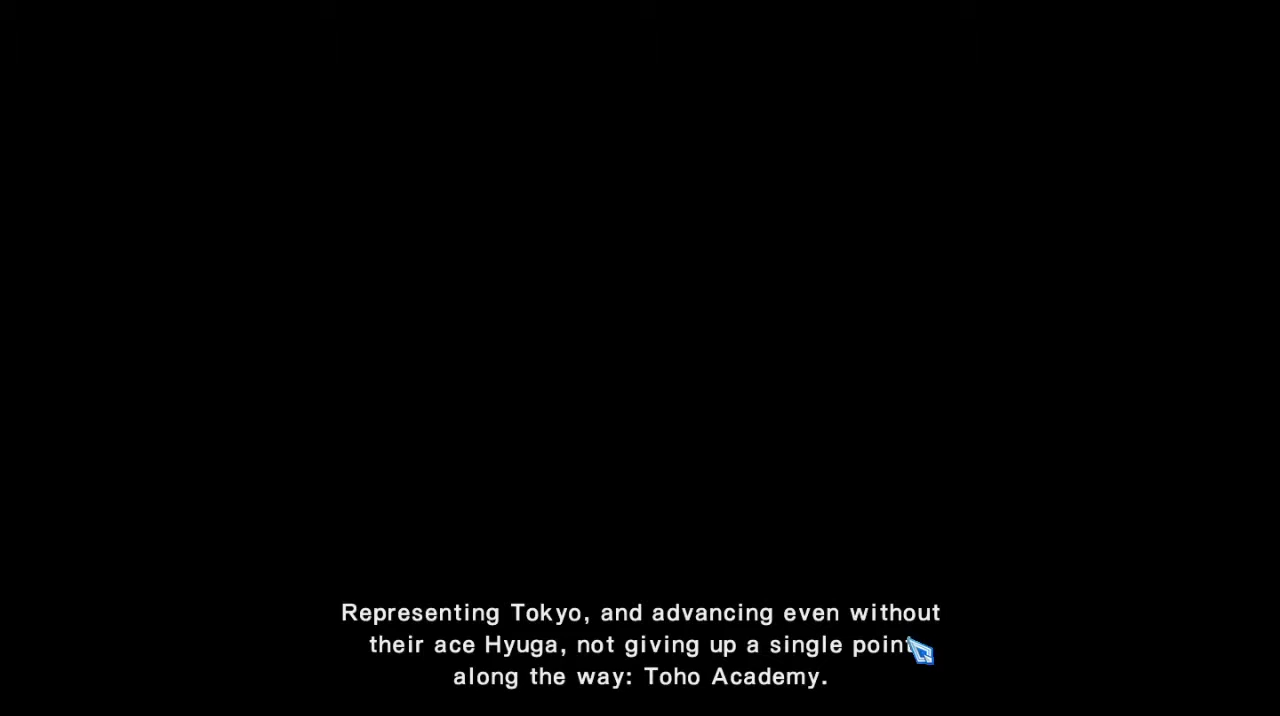 Representing Tokyo, and advancing even without
their ace Hyuga, not giving up a single point
along the way: Toho Academy.